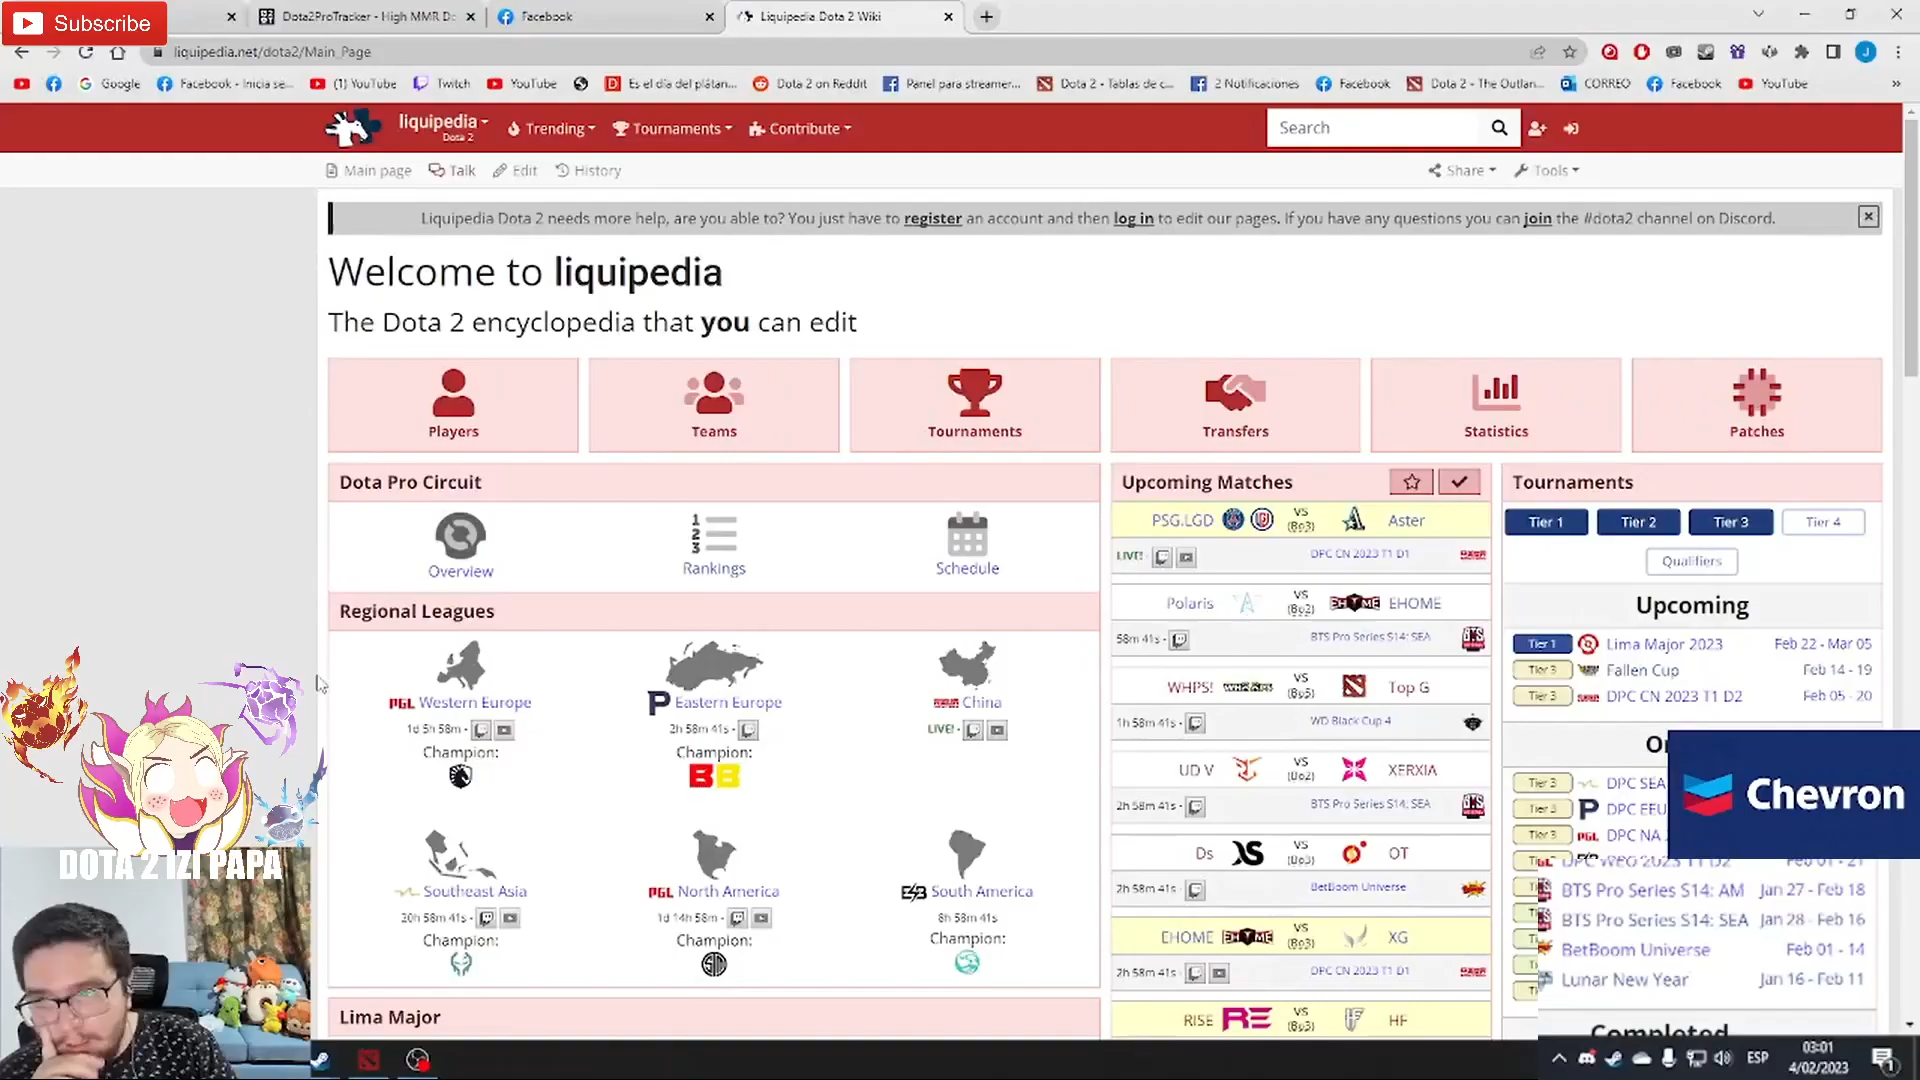 Subscribe
Dota2ProTracker - High MMR D
Facebook
Liquipedia Dota 2 Wiki
liquipedia.net/dota2/Main_Page
Google
Facebook - Inicia se...
(1) YouTube
Twitch
YouTube
Es el día del plátan...
Dota 2 on Reddit
Panel para streamer...
Dota 2 - Tablas de c...
2 Notificaciones
Facebook
Dota 2 - The Outlan...
CORREO
Facebook
YouTube
liquipedia
Dota 2
Trending
Tournaments
Contribute
Search
Main page
Talk
Edit
History
Share
Tools
Liquipedia Dota 2 needs more help, are you able to? You just have to register an account and then log in to edit our pages. If you have any questions you can join the #dota2 channel on Discord.
Welcome to liquipedia
The Dota 2 encyclopedia that you can edit
Players
Teams
Tournaments
Transfers
Statistics
Patches
Dota Pro Circuit
Overview
Rankings
Schedule
Regional Leagues
PGL Western Europe
1d 5h 58m -
Champion:
Eastern Europe
2h 58m 41s -
Champion:
China
LIVE! -
Southeast Asia
20h 58m 41s -
Champion:
PGL North America
1d 14h 58m -
Champion:
South America
8h 58m 41s
Champion:
Lima Major
Upcoming Matches
PSG.LGD vs (Bo3) Aster
LIVE! DPC CN 2023 T1 D1
Polaris vs (Bo2) EHOME
58m 41s - BTS Pro Series S14: SEA
WHPS! vs (Bo5) Top G
1h 58m 41s - WD Black Cup 4
UD V vs (Bo2) XERXIA
2h 58m 41s - BTS Pro Series S14: SEA
Ds vs (Bo3) OT
2h 58m 41s - BetBoom Universe
EHOME vs (Bo3) XG
2h 58m 41s - DPC CN 2023 T1 D1
RISE vs (Bo3) HF
Tournaments
Tier 1
Tier 2
Tier 3
Tier 4
Qualifiers
Upcoming
Tier 1 Lima Major 2023 Feb 22 - Mar 05
Tier 3 Fallen Cup Feb 14 - 19
Tier 3 DPC CN 2023 T1 D2 Feb 05 - 20
Tier 3 DPC SEA
Tier 3 DPC EEU
Tier 3 PGL DPC NA
DPC WEU 2023 T1 D2 Feb 01 - 21
BTS Pro Series S14: AM Jan 27 - Feb 18
BTS Pro Series S14: SEA Jan 28 - Feb 16
BetBoom Universe Feb 01 - 14
Lunar New Year Jan 16 - Feb 11
Completed
Chevron
DOTA 2 IZI PAPA
ESP
03:01
4/02/2023